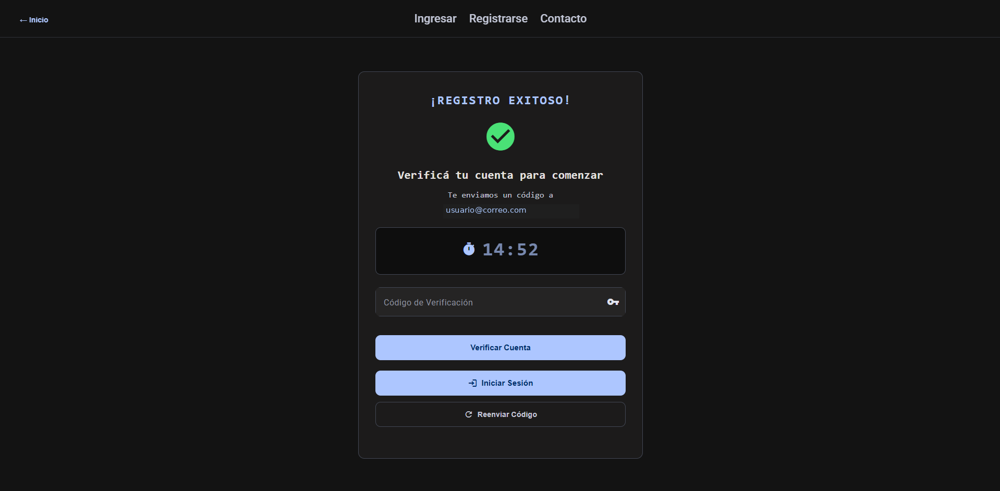 ← Inicio
Ingresar Registrarse Contacto
¡REGISTRO EXITOSO!
Verificá tu cuenta para comenzar
Te enviamos un código a
usuario@correo.com
14:52
Código de Verificación
Verificar Cuenta
Iniciar Sesión
Reenviar Código